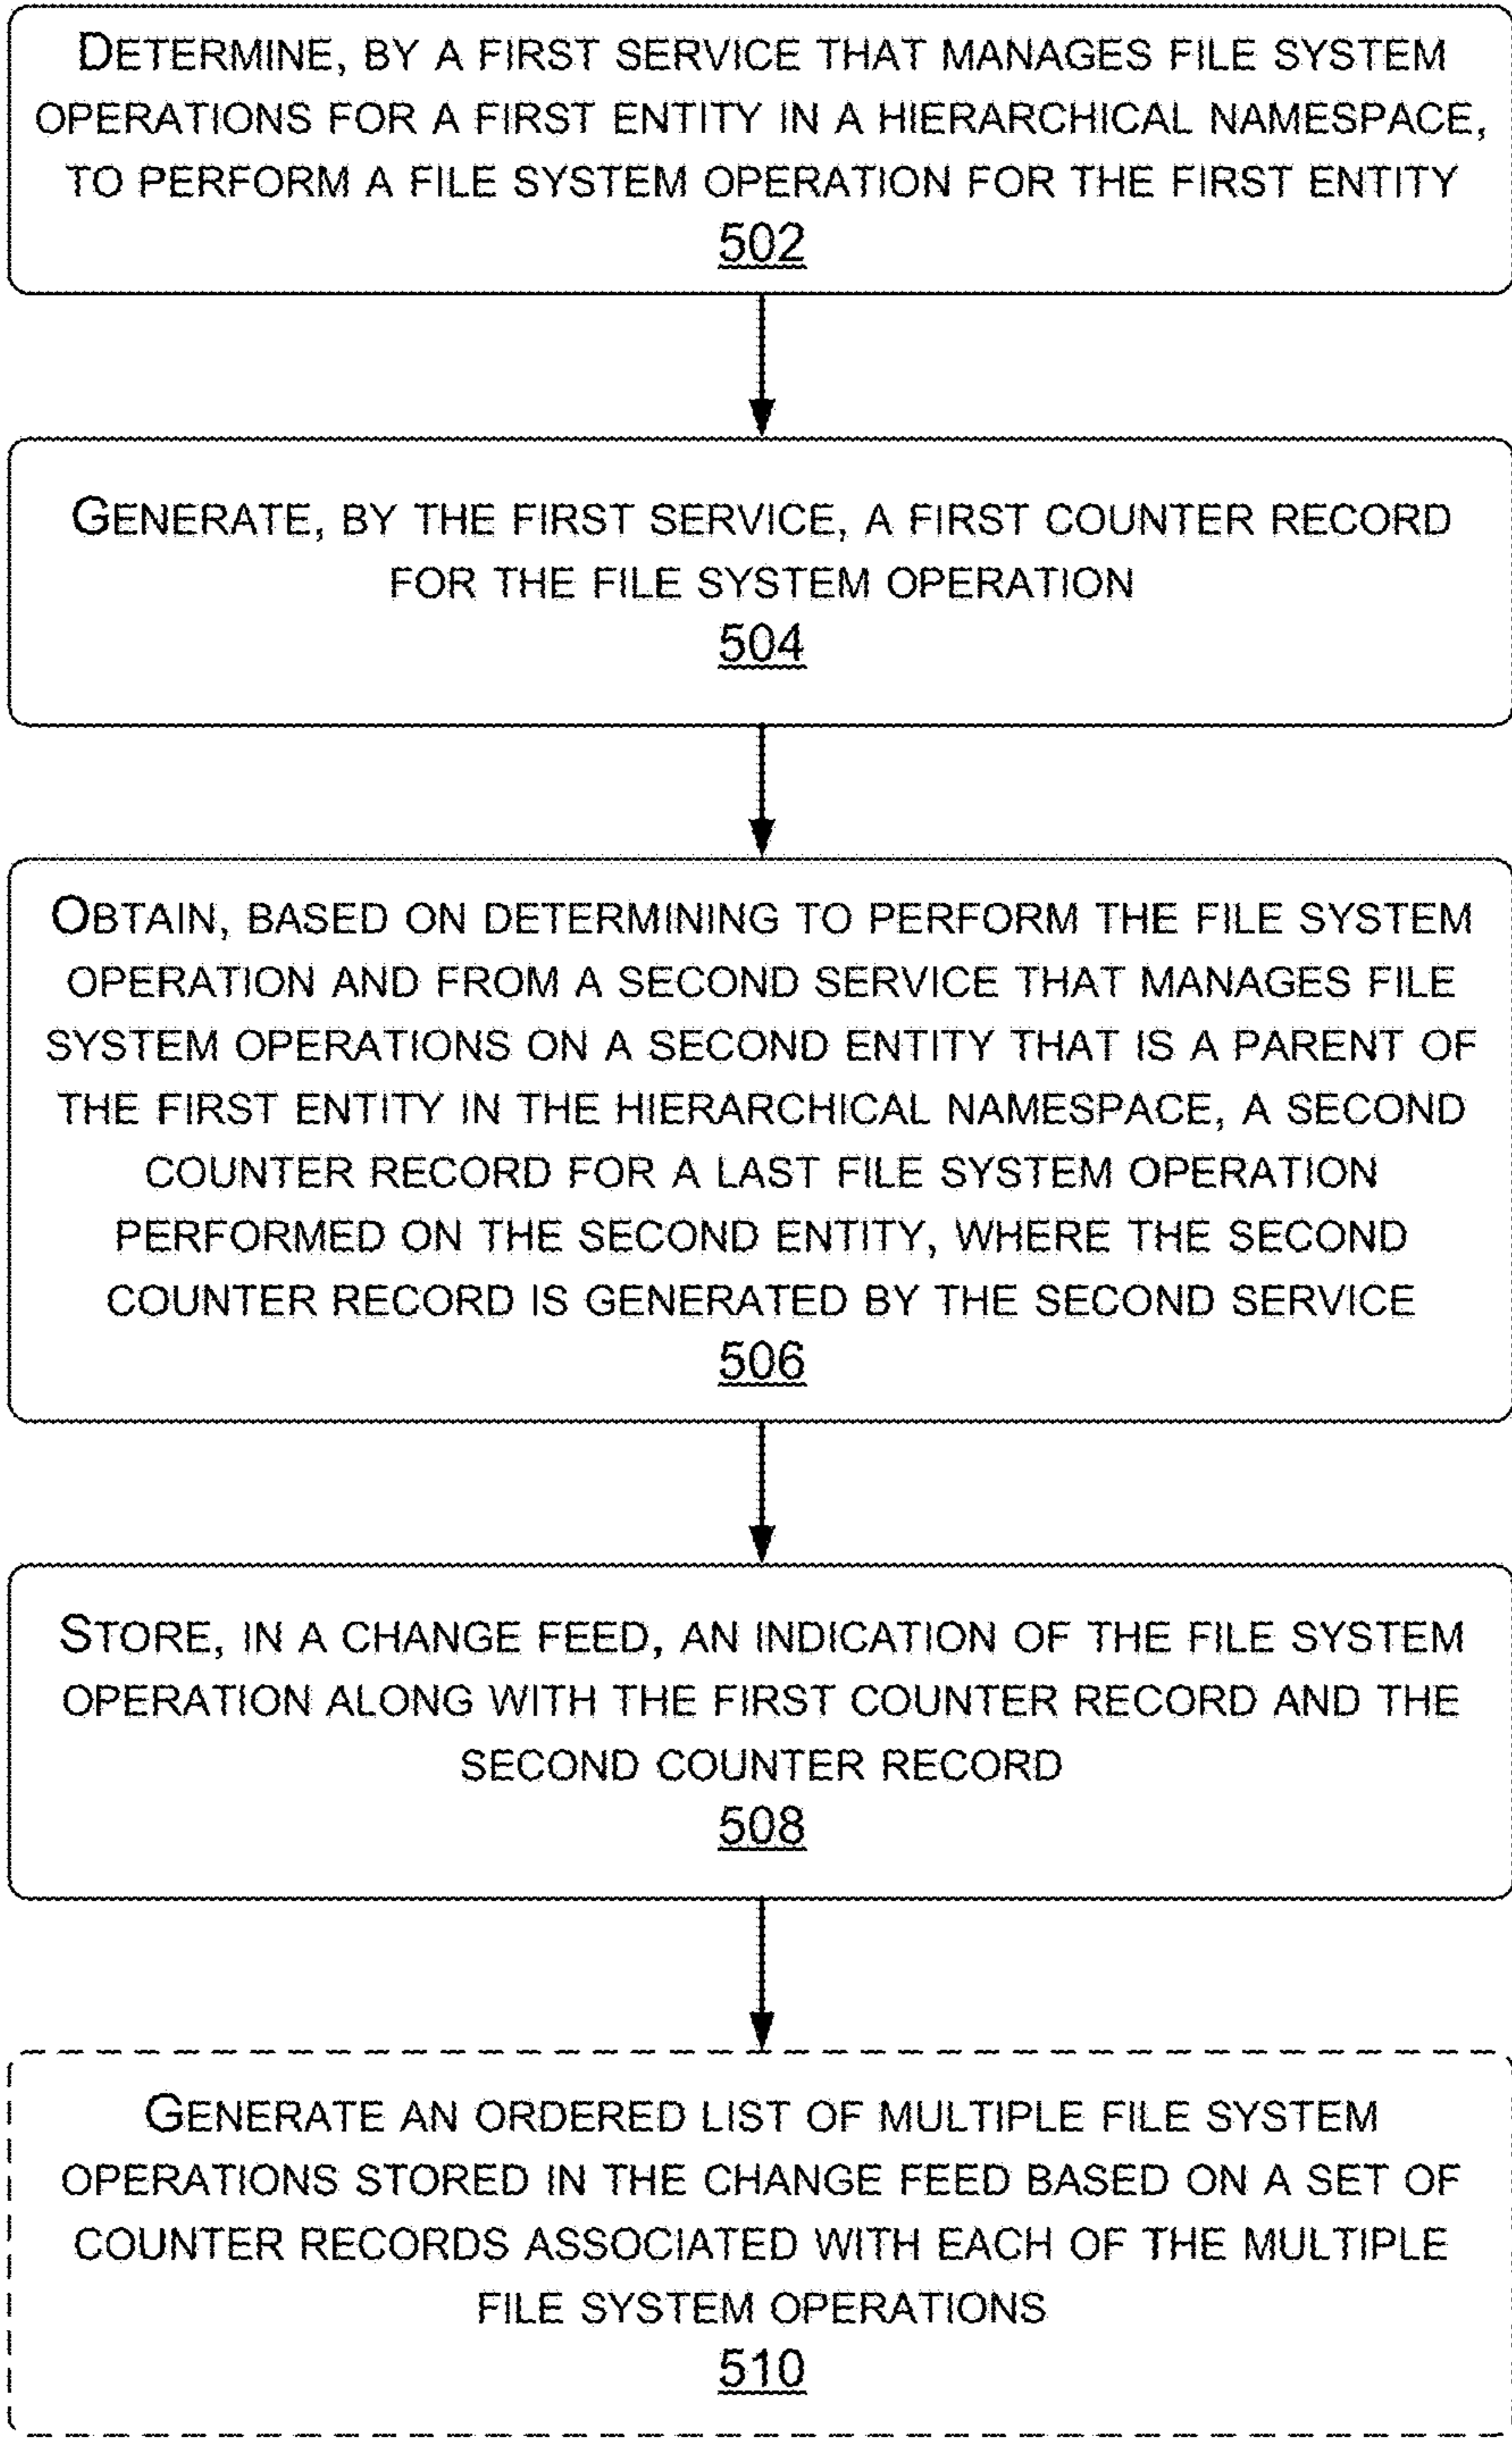 DETERMINE, BY A FIRST SERVICE THAT MANAGES FILE SYSTEM
OPERATIONS FOR A FIRST ENTITY IN A HIERARCHICAL NAMESPACE,
TO PERFORM A FILE SYSTEM OPERATION FOR THE FIRST ENTITY
502
GENERATE, BY THE FIRST SERVICE, A FIRST COUNTER RECORD
FOR THE FILE SYSTEM OPERATION
504
OBTAIN, BASED ON DETERMINING TO PERFORM THE FILE SYSTEM
OPERATION AND FROM A SECOND SERVICE THAT MANAGES FILE
SYSTEM OPERATIONS ON A SECOND ENTITY THAT IS A PARENT OF
THE FIRST ENTITY IN THE HIERARCHICAL NAMESPACE, A SECOND
COUNTER RECORD FOR A LAST FILE SYSTEM OPERATION
PERFORMED ON THE SECOND ENTITY, WHERE THE SECOND
COUNTER RECORD IS GENERATED BY THE SECOND SERVICE
506
STORE, IN A CHANGE FEED, AN INDICATION OF THE FILE SYSTEM
OPERATION ALONG WITH THE FIRST COUNTER RECORD AND THE
SECOND COUNTER RECORD
508
GENERATE AN ORDERED LIST OF MULTIPLE FILE SYSTEM
OPERATIONS STORED IN THE CHANGE FEED BASED ON A SET OF
COUNTER RECORDS ASSOCIATED WITH EACH OF THE MULTIPLE
FILE SYSTEM OPERATIONS
510